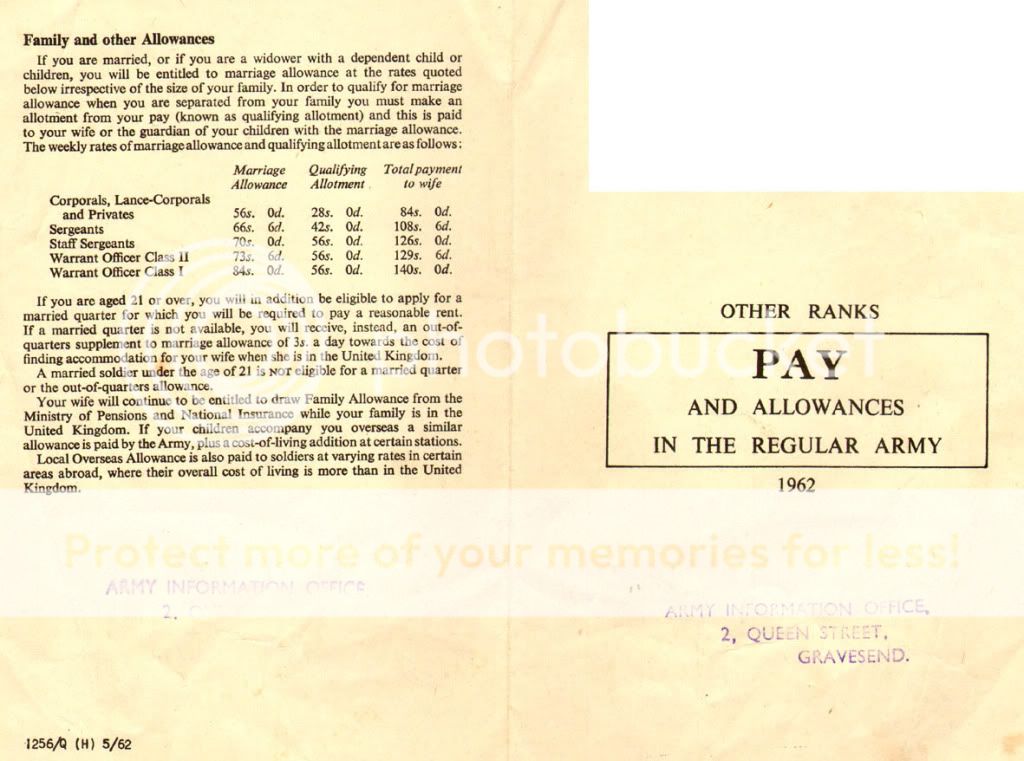 Family and other Allowances
If you are married, or if you are a widower with a dependent child or
children, you will be entitled to marriage allowance at the rates quoted
below irrespective of the size of your family. In order to qualify for marriage
allowance when you are separated from your family you must make an
allotment from your pay (known as qualifying allotment) and this is paid
to your wife or the guardian of your children with the marriage allowance.
The weekly rates of marriage allowance and qualifying allotment are as follows:
Marriage Qualifying Total payment
Allowance Allotment to wife
Corporals, Lance-Corporals
and Privates 56s. 0d. 28s. 0d. 84s. 0d.
Sergeants 66s. 6d. 42s. 0d. 108s. 6d.
Staff Sergeants 70s. 0d. 56s. 0d. 126s. 0d.
Warrant Officer Class II 73s. 6d. 56s. 0d. 129s. 6d.
Warrant Officer Class I 84s. 0d. 56s. 0d. 140s. 0d.
If you are aged 21 or over, you will in addition be eligible to apply for a
married quarter for which you will be required to pay a reasonable rent.
If a married quarter is not available, you will receive, instead, an out-of-
quarters supplement to marriage allowance of 3s. a day towards the cost of
finding accommodation for your wife when she is in the United Kingdom.
A married soldier under the age of 21 is NOT eligible for a married quarter
or the out-of-quarters allowance.
Your wife will continue to be entitled to draw Family Allowance from the
Ministry of Pensions and National Insurance while your family is in the
United Kingdom. If your children accompany you overseas a similar
allowance is paid by the Army, plus a cost-of-living addition at certain stations.
Local Overseas Allowance is also paid to soldiers at varying rates in certain
areas abroad, where their overall cost of living is more than in the United
Kingdom.
ARMY INFORMATION OFFICE
2,
1256/Q (H) 5/62
OTHER RANKS
PAY
AND ALLOWANCES
IN THE REGULAR ARMY
1962
ARMY INFORMATION OFFICE,
2, QUEEN STREET,
GRAVESEND.
photobucket
Protect more of your memories for less!